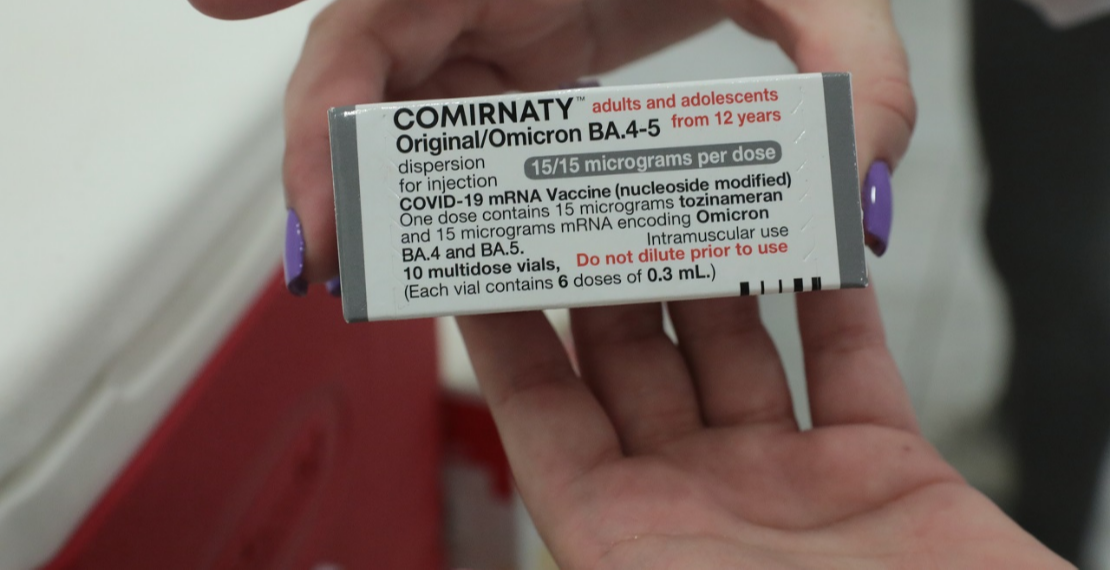 COMIRNATY™ adults and adolescents
Original/Omicron BA.4-5 from 12 years
dispersion
for injection
15/15 micrograms per dose
COVID-19 mRNA Vaccine (nucleoside modified)
One dose contains 15 micrograms tozinameran
and 15 micrograms mRNA encoding Omicron
BA.4 and BA.5.
Intramuscular use
10 multidose vials,
Do not dilute prior to use
(Each vial contains 6 doses of 0.3 mL.)